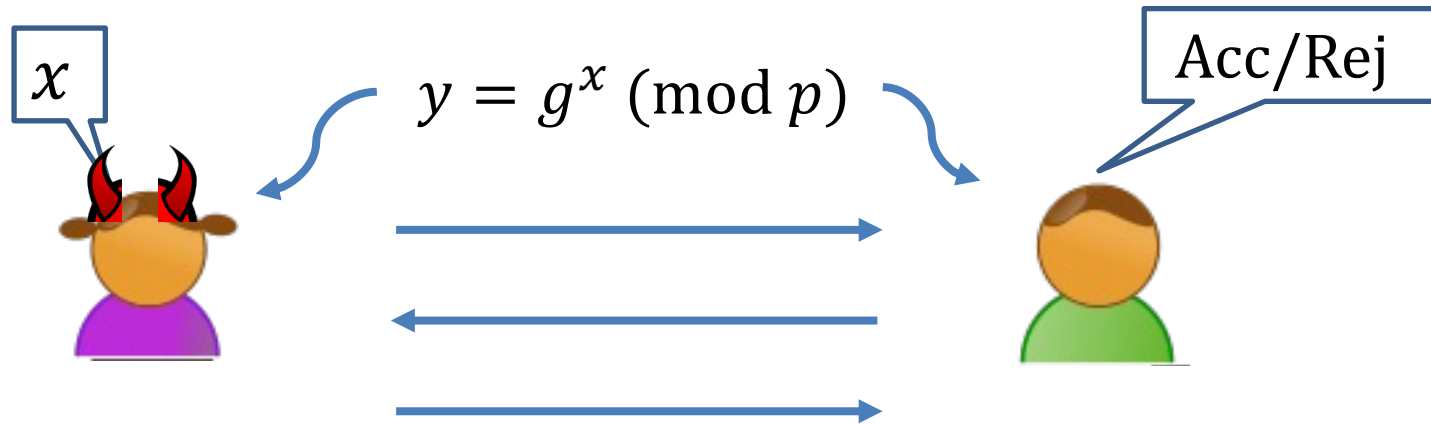 x
y = g^x (mod p)
Acc/Rej